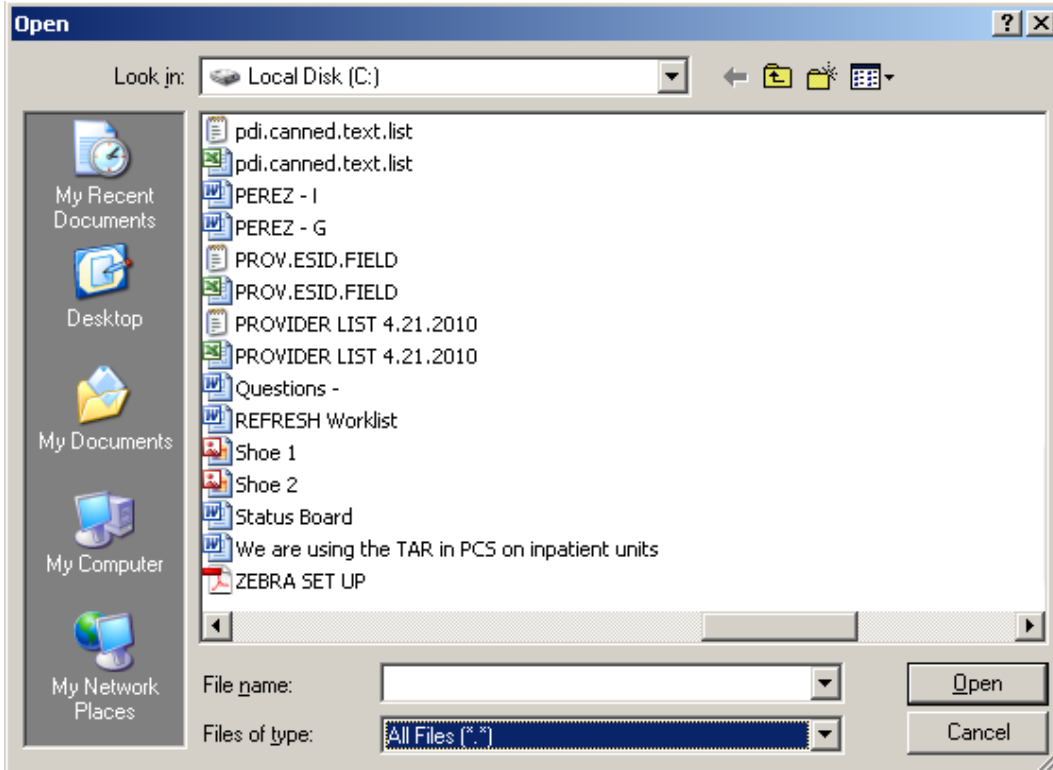 Open
Look in:
Local Disk (C:)
My Recent
Documents
Desktop
My Documents
My Computer
My Network
Places
pdi.canned.text.list
pdi.canned.text.list
PEREZ - I
PEREZ - G
PROV.ESID.FIELD
PROV.ESID.FIELD
PROVIDER LIST 4.21.2010
PROVIDER LIST 4.21.2010
Questions -
REFRESH Worklist
Shoe 1
Shoe 2
Status Board
We are using the TAR in PCS on inpatient units
ZEBRA SET UP
File name:
Open
Files of type:
All Files (*.*)
Cancel